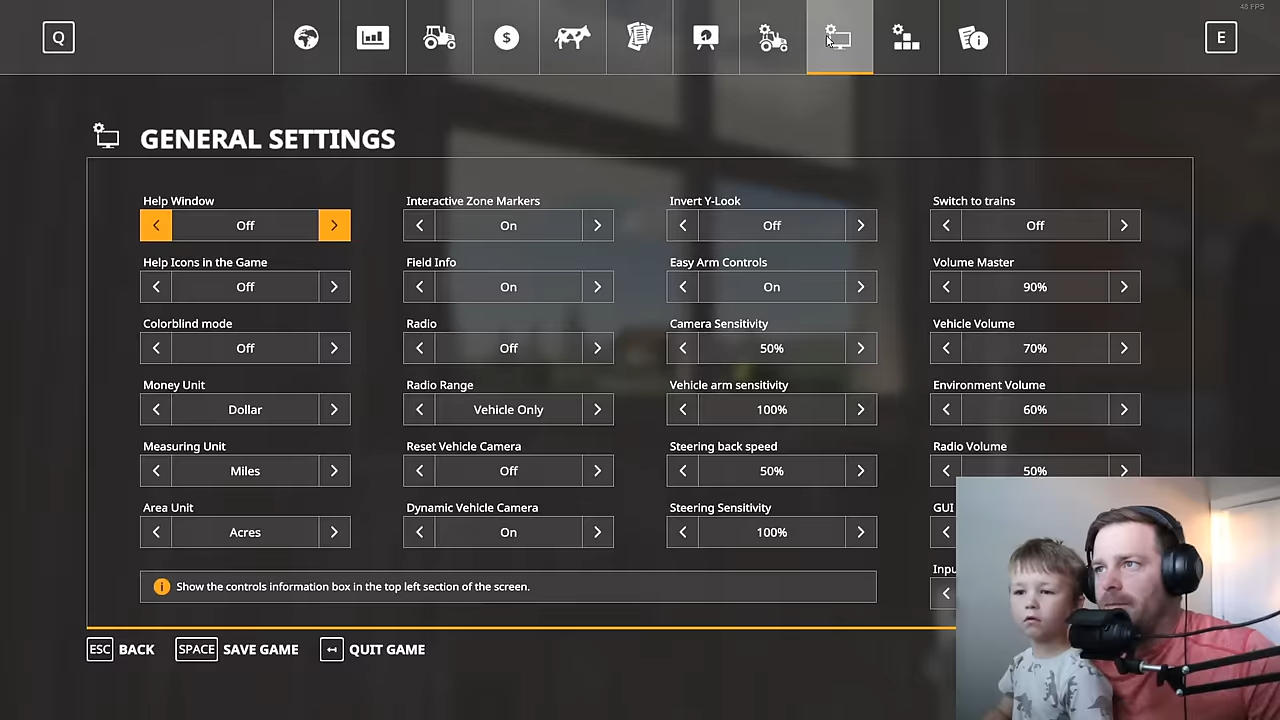 48 FPS
Q
$
E
GENERAL SETTINGS
Help Window
Off
Interactive Zone Markers
On
Invert Y-Look
Off
Switch to trains
Off
Help Icons in the Game
Off
Field Info
On
Easy Arm Controls
On
Volume Master
90%
Colorblind mode
Off
Radio
Off
Camera Sensitivity
50%
Vehicle Volume
70%
Money Unit
Dollar
Radio Range
Vehicle Only
Vehicle arm sensitivity
100%
Environment Volume
60%
Measuring Unit
Miles
Reset Vehicle Camera
Off
Steering back speed
50%
Radio Volume
50%
Area Unit
Acres
Dynamic Vehicle Camera
On
Steering Sensitivity
100%
GUI
Inpu
Show the controls information box in the top left section of the screen.
ESC BACK SPACE SAVE GAME QUIT GAME